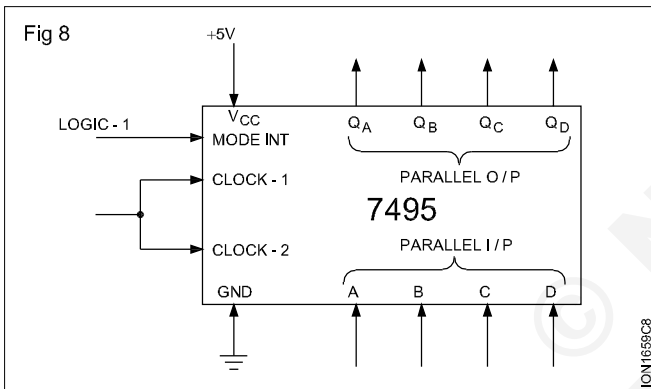 Fig 8
+5V
LOGIC - 1
VCC
MODE INT
QA QB QC QD
CLOCK - 1
PARALLEL O / P
7495
CLOCK - 2
PARALLEL I / P
GND A B C D
©
ION1659C8